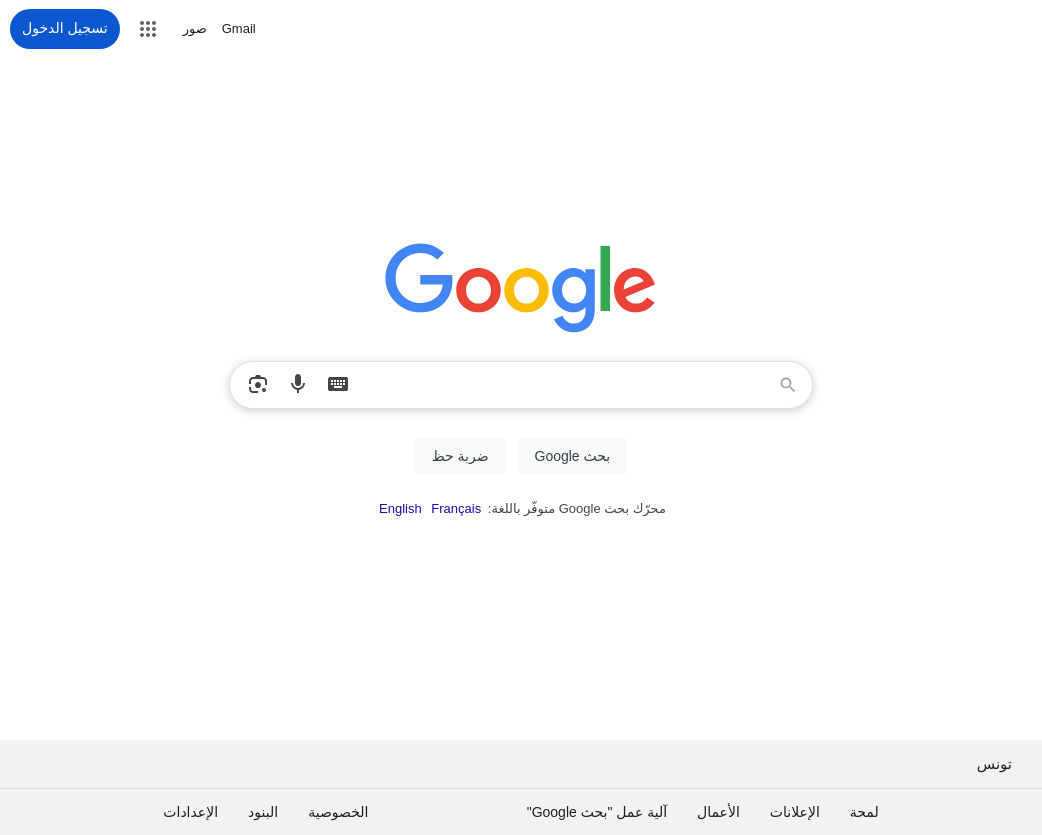 Gmail صور تسجيل الدخول
Google
بحث Google ضربة حظ
محرّك بحث Google متوفّر باللغة: Français English
تونس
لمحة الإعلانات الأعمال آلية عمل "بحث Google" الخصوصية البنود الإعدادات